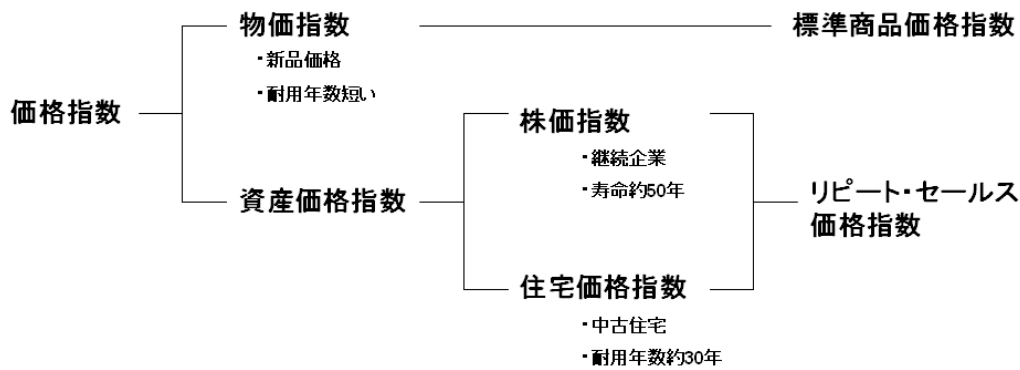 物価指数
・新品価格
・耐用年数短い
標準商品価格指数
価格指数
株価指数
・継続企業
・寿命約50年
資産価格指数
リピート・セールス
価格指数
住宅価格指数
・中古住宅
・耐用年数約30年